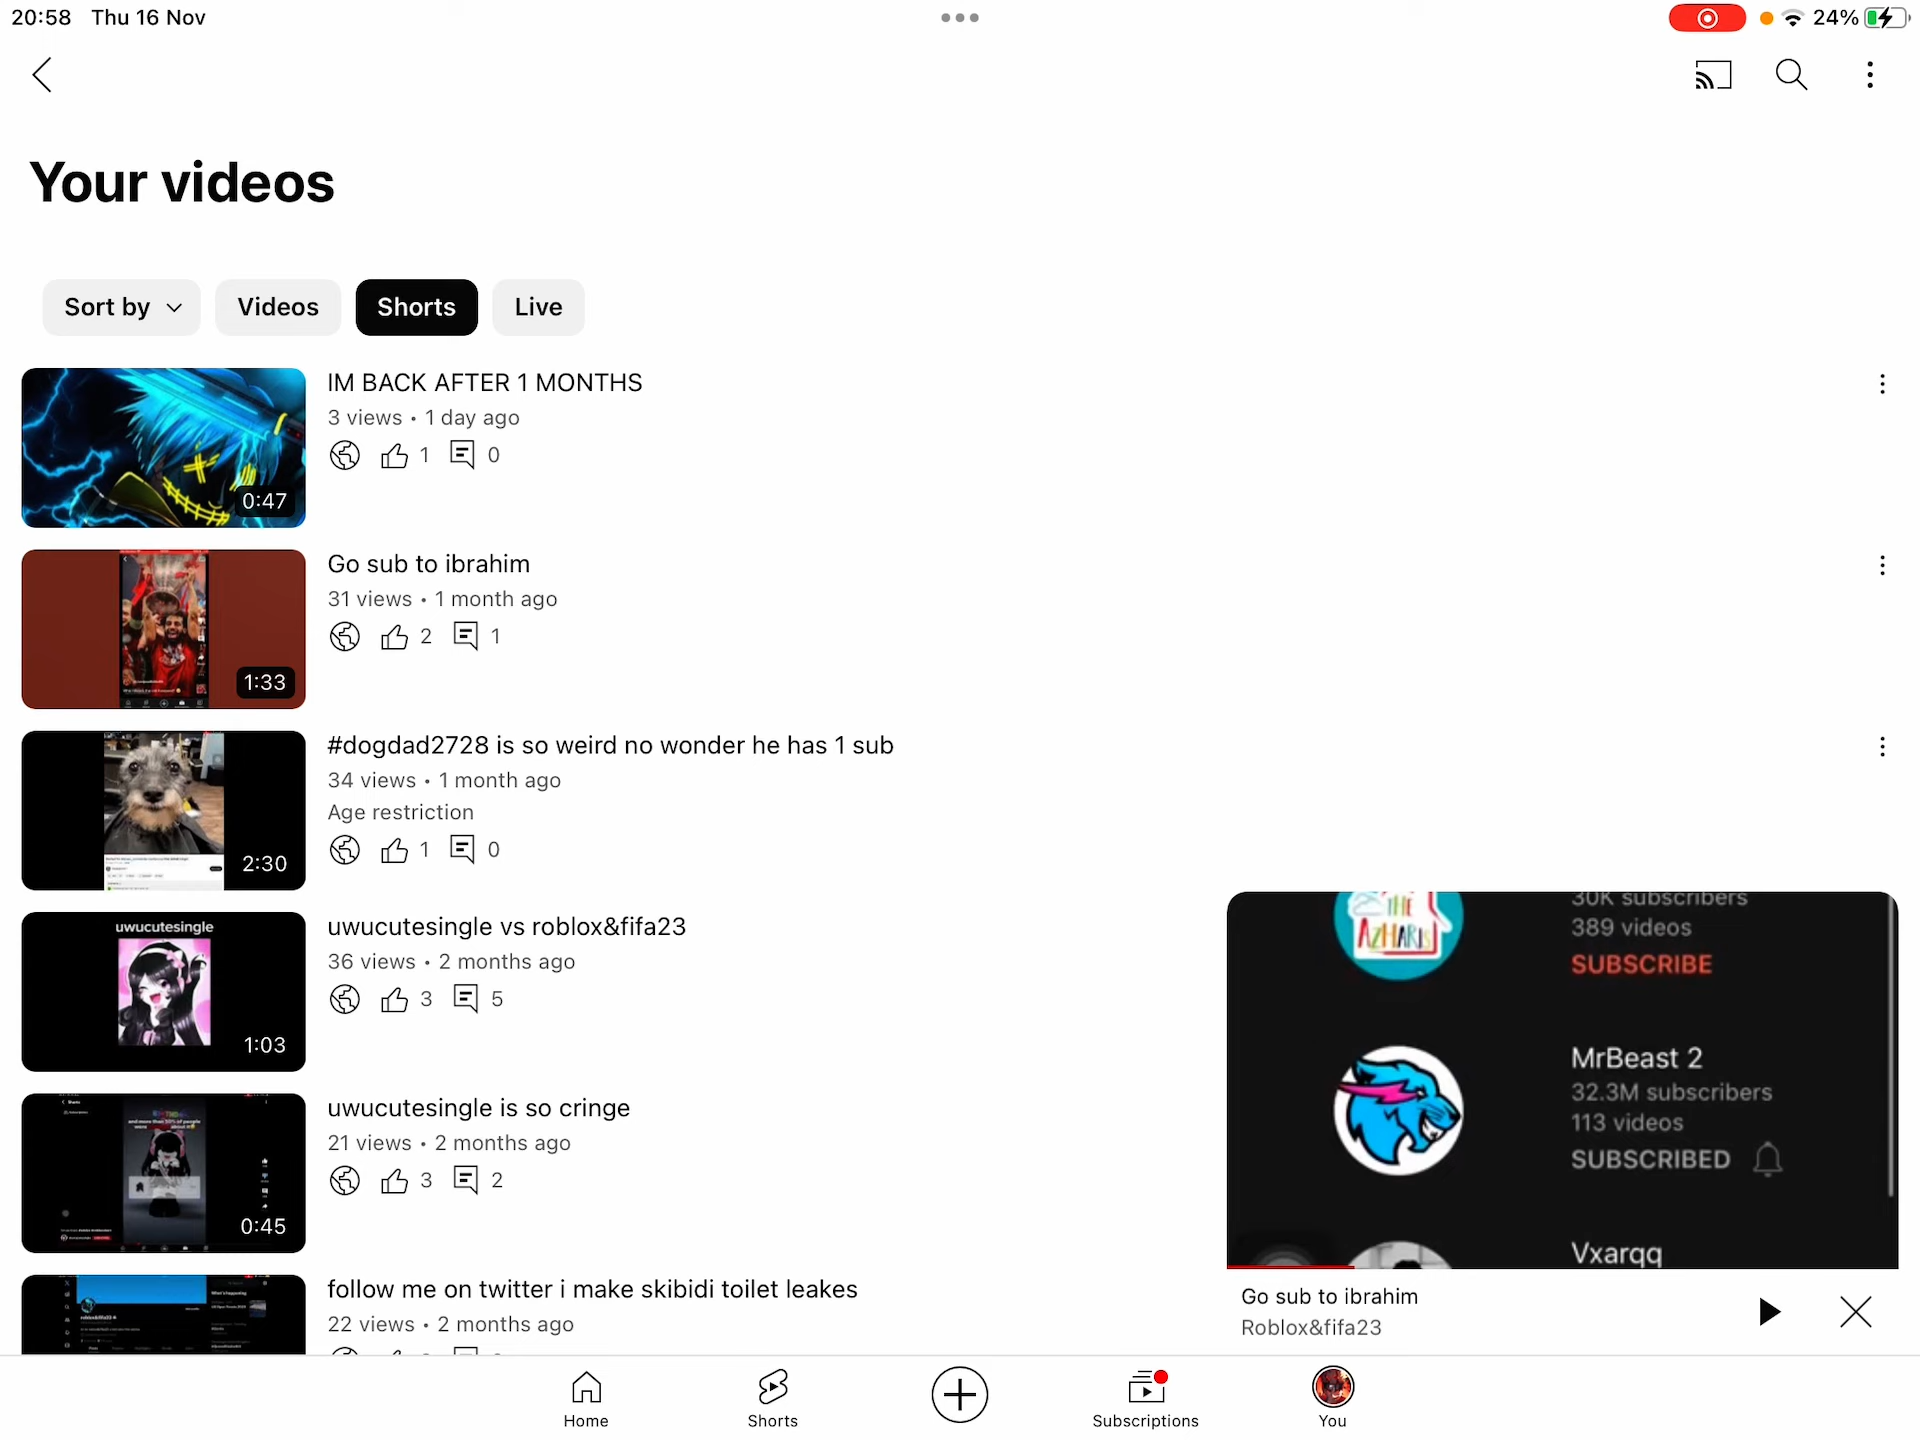 20:58 Thu 16 Nov
24%
Your videos
Sort by
Videos
Shorts
Live
IM BACK AFTER 1 MONTHS
3 views • 1 day ago
1 0
0:47
Go sub to ibrahim
31 views • 1 month ago
2 1
1:33
#dogdad2728 is so weird no wonder he has 1 sub
34 views • 1 month ago
Age restriction
1 0
2:30
uwucutesingle
uwucutesingle vs roblox&fifa23
36 views • 2 months ago
3 5
1:03
uwucutesingle is so cringe
21 views • 2 months ago
3 2
0:45
follow me on twitter i make skibidi toilet leakes
22 views • 2 months ago
THE
AZHARIS
30K subscribers
389 videos
SUBSCRIBE
MrBeast 2
32.3M subscribers
113 videos
SUBSCRIBED
Vxarqq
Go sub to ibrahim
Roblox&fifa23
Home
Shorts
Subscriptions
You